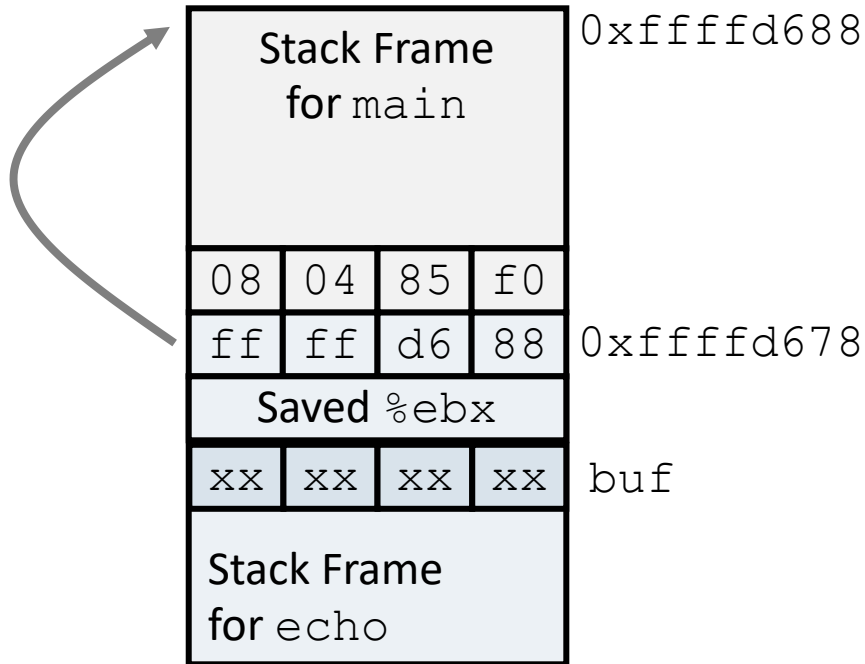 Stack Frame
for main
0xffffd688
08 04 85 f0
ff ff d6 88
0xffffd678
Saved %ebx
xx xx xx xx
buf
Stack Frame
for echo